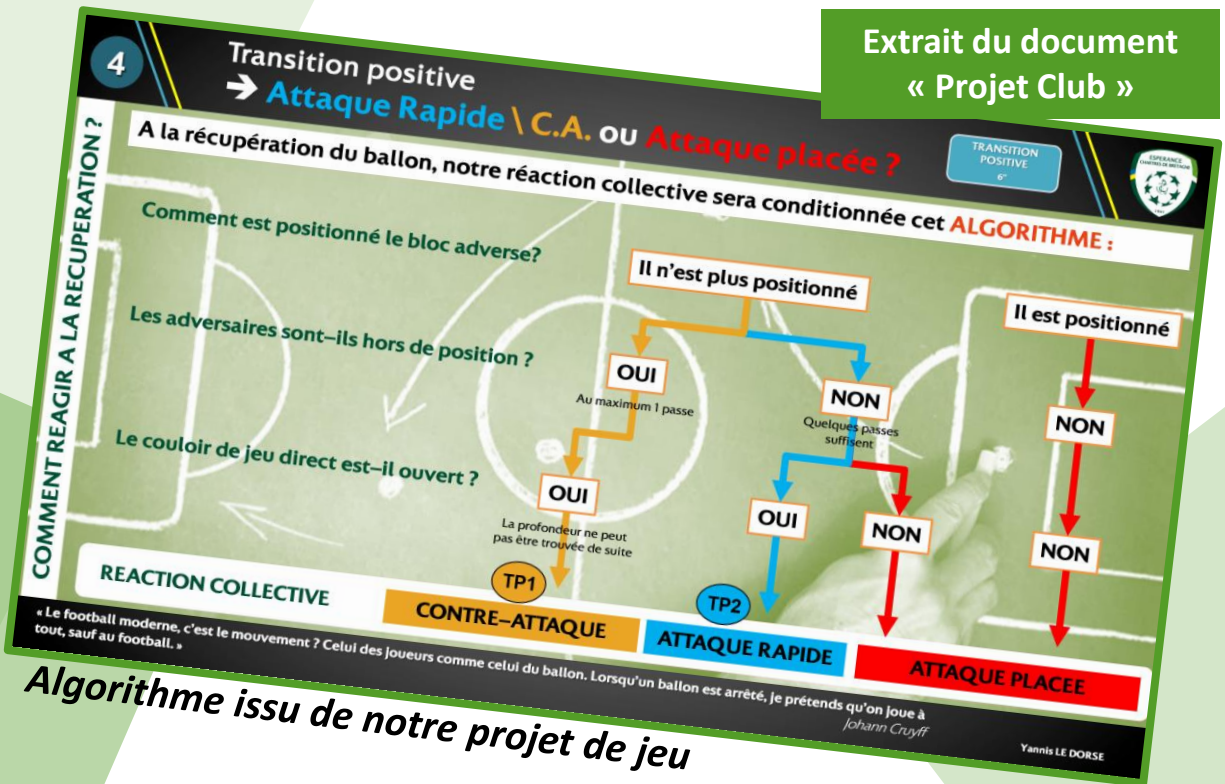 Extrait du document
« Projet Club »
4
Transition positive
➔ Attaque Rapide \ C.A. ou Attaque placée ?
TRANSITION
POSITIVE
6"
ESPERANCE
CHARTRES DE BRETAGNE
COMMENT REAGIR A LA RECUPERATION ?
A la récupération du ballon, notre réaction collective sera conditionnée cet ALGORITHME :
Comment est positionné le bloc adverse?
Il n'est plus positionné
Il est positionné
Les adversaires sont–ils hors de position ?
OUI
Au maximum 1 passe
NON
Quelques passes
suffisent
NON
Le couloir de jeu direct est–il ouvert ?
OUI
La profondeur ne peut
pas être trouvée de suite
OUI
NON
NON
TP1
TP2
REACTION COLLECTIVE
CONTRE–ATTAQUE
ATTAQUE RAPIDE
ATTAQUE PLACEE
« Le football moderne, c'est le mouvement ? Celui des joueurs comme celui du ballon. Lorsqu'un ballon est arrêté, je prétends qu'on joue à
tout, sauf au football. »
Johann Cruyff
Yannis LE DORSE
Algorithme issu de notre projet de jeu